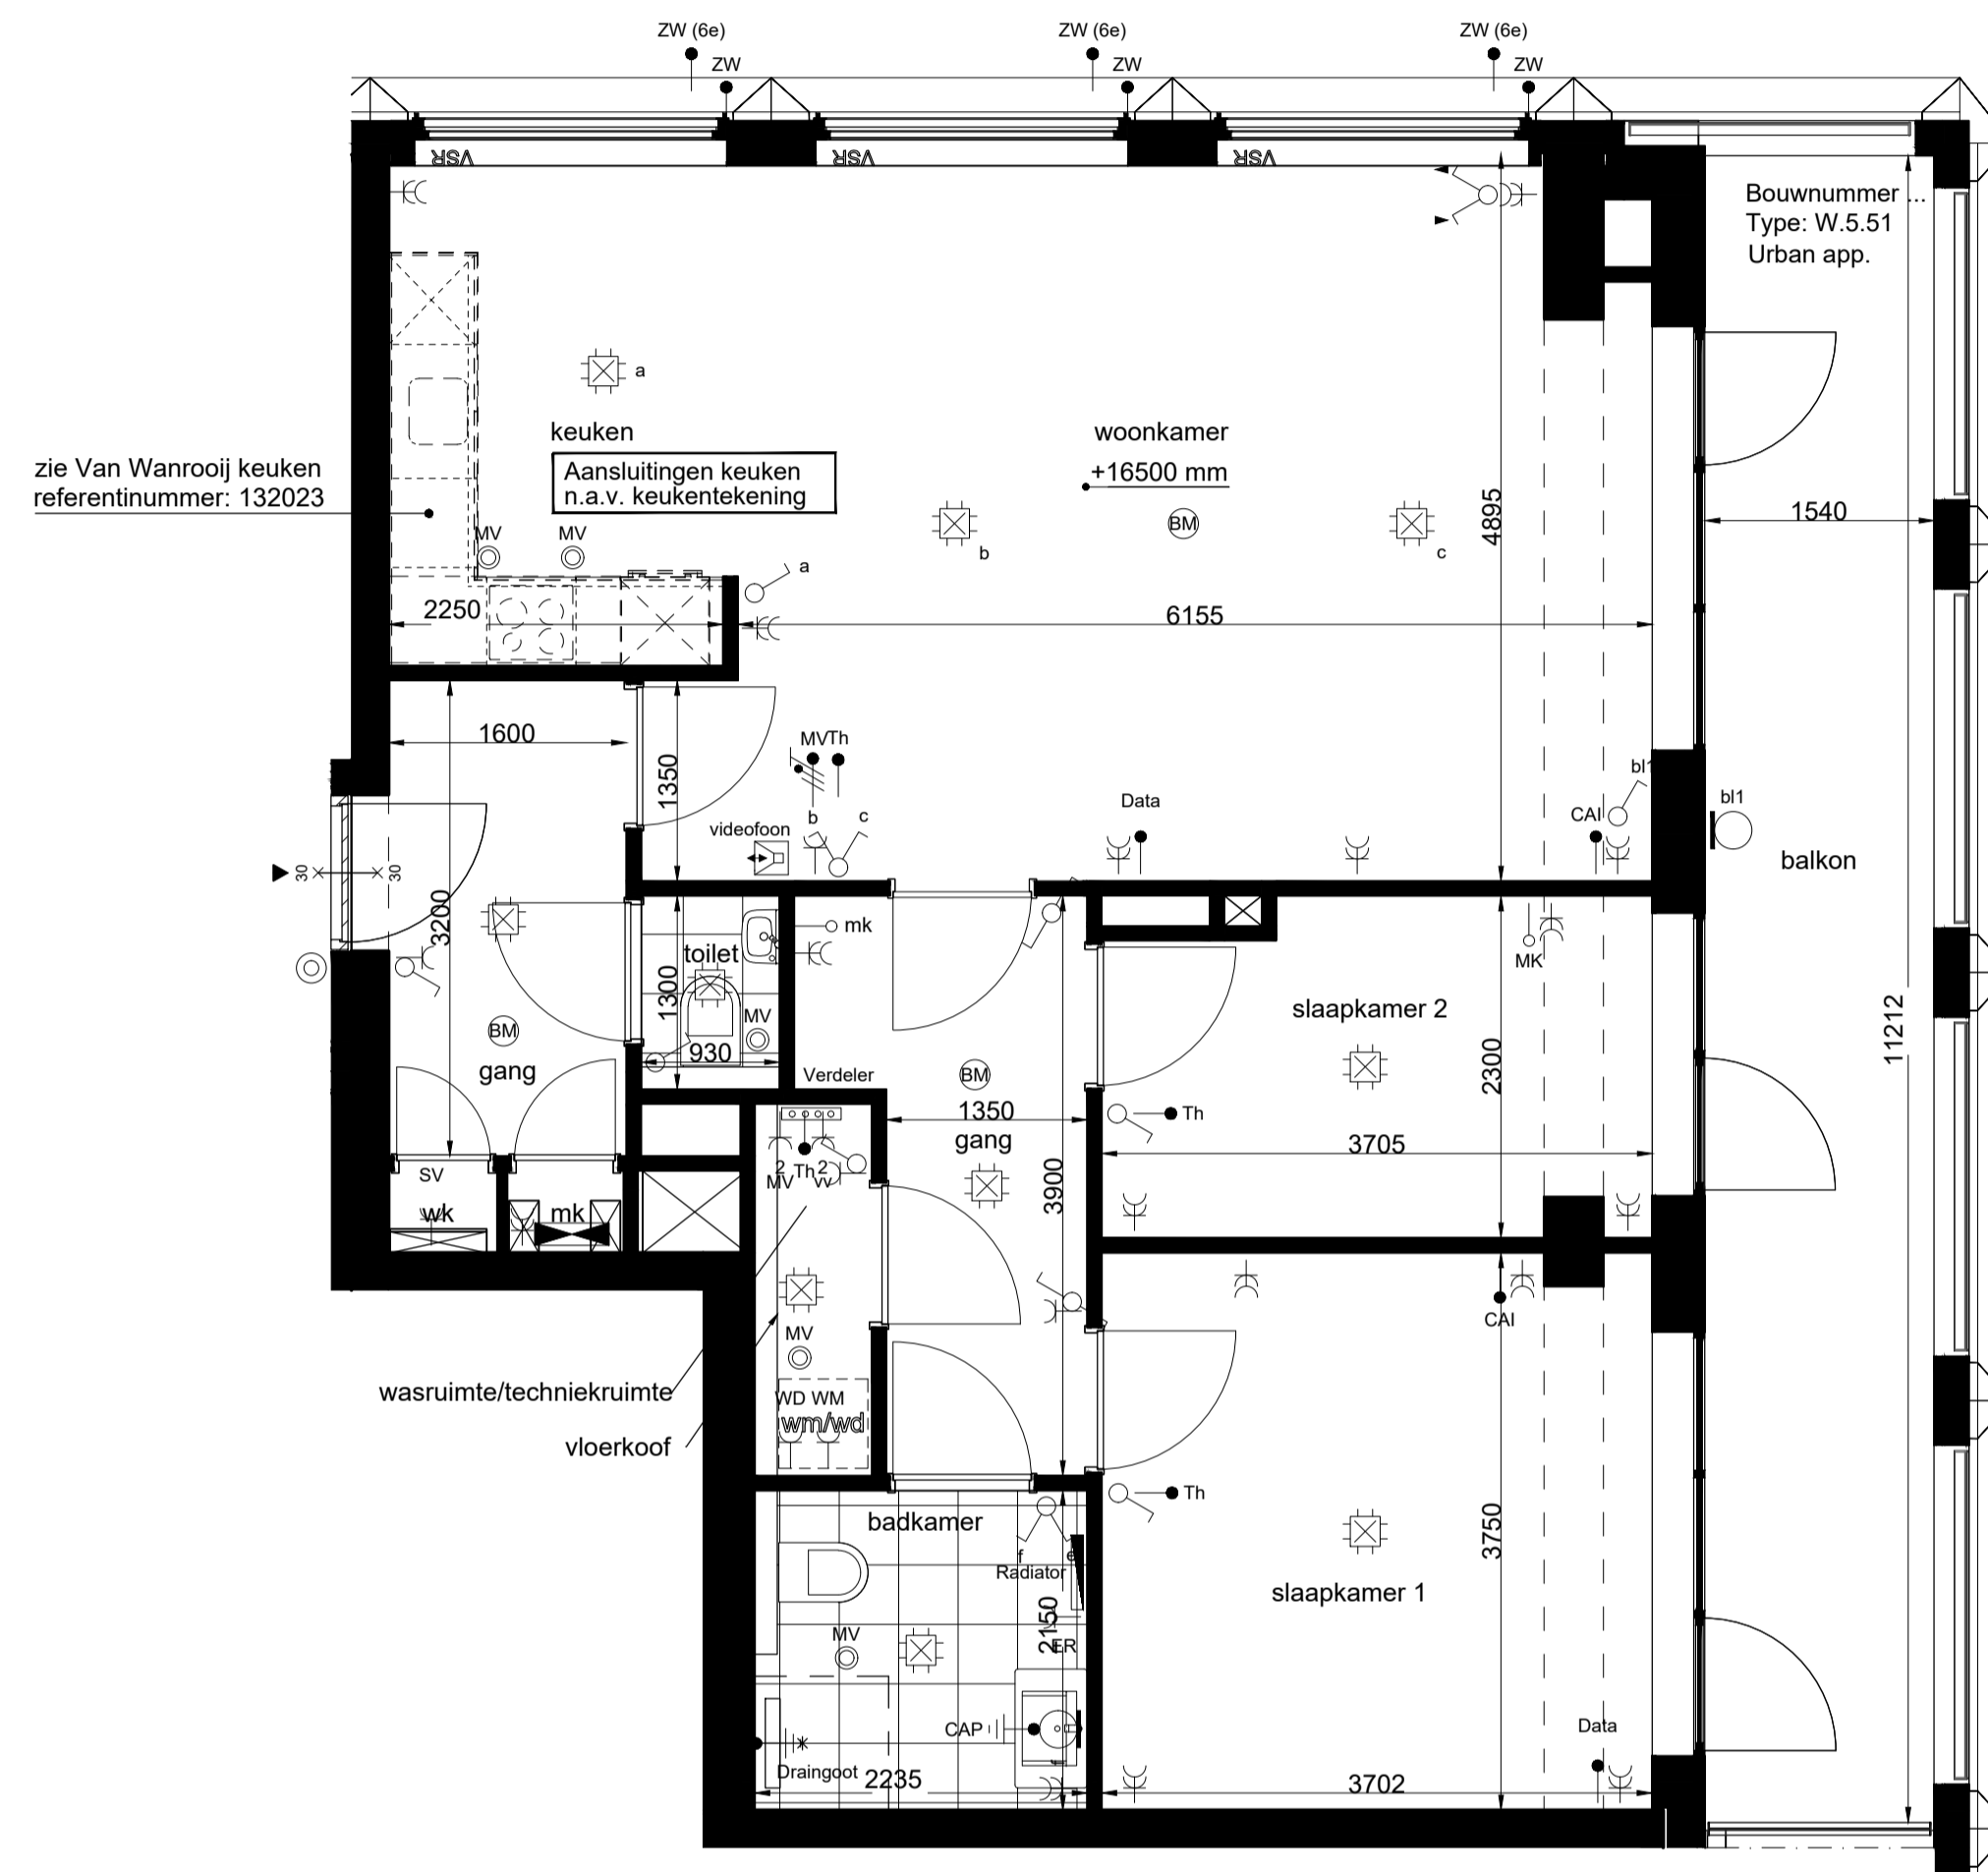 ZW (6e)
ZW (6e)
ZW (6e)
ZW
ZW
ZW
VSR
VSR
VSR
Bouwnummer ...
Type: W.5.51
Urban app.
a
keuken
woonkamer
Aansluitingen keuken
n.a.v. keukentekening
+16500 mm
zie Van Wanrooij keuken
referentinummer: 132023
4895
1540
BM
b
c
MV
MV
a
2250
6155
1600
1350
MV
Th
bl1
bl1
Data
CAI
b
c
videofoon
balkon
30
30
3200
mk
toilet
MK
1300
slaapkamer 2
11212
MV
BM
930
gang
Verdeler
BM
2300
1350
Th
gang
3705
2
Th
2
MV
vv
3900
SV
wk
mk
CAI
MV
wasruimte/techniekruimte
WD WM
wm/wd
vloerkoof
Th
badkamer
3750
f
e
Radiator
slaapkamer 1
2150
MV
ER
CAP
f
Data
Draingoot
2235
3702